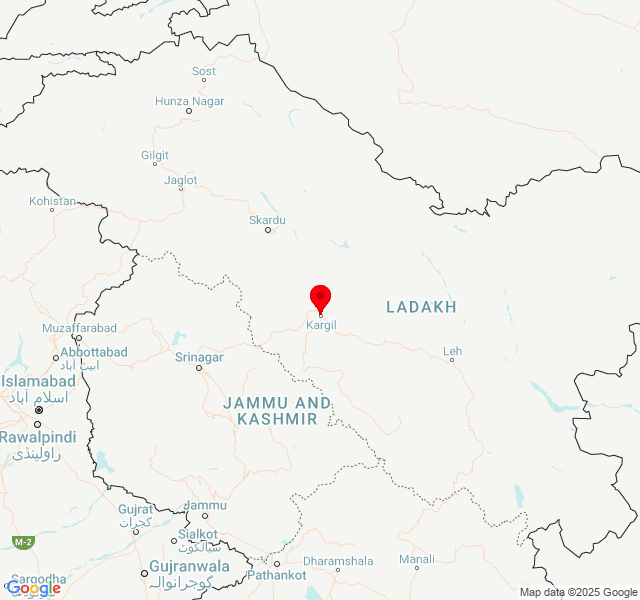 Sost
Hunza Nagar
Gilgit
Jaglot
Kohistan
Skardu
LADAKH
Kargil
Muzaffarabad
Abbottabad
ایبٹ آباد
Srinagar
Leh
Islamabad
اسلام آباد
JAMMU AND
KASHMIR
Rawalpindi
راولپنڈی
Gujrat
گجرات
Jammu
Sialkot
سیالکوٹ
M-2
Dharamshala
Manali
Gujranwala
گوجرانوالہ
Pathankot
Sargodha
سرگودھا
Google
Map data ©2025 Google